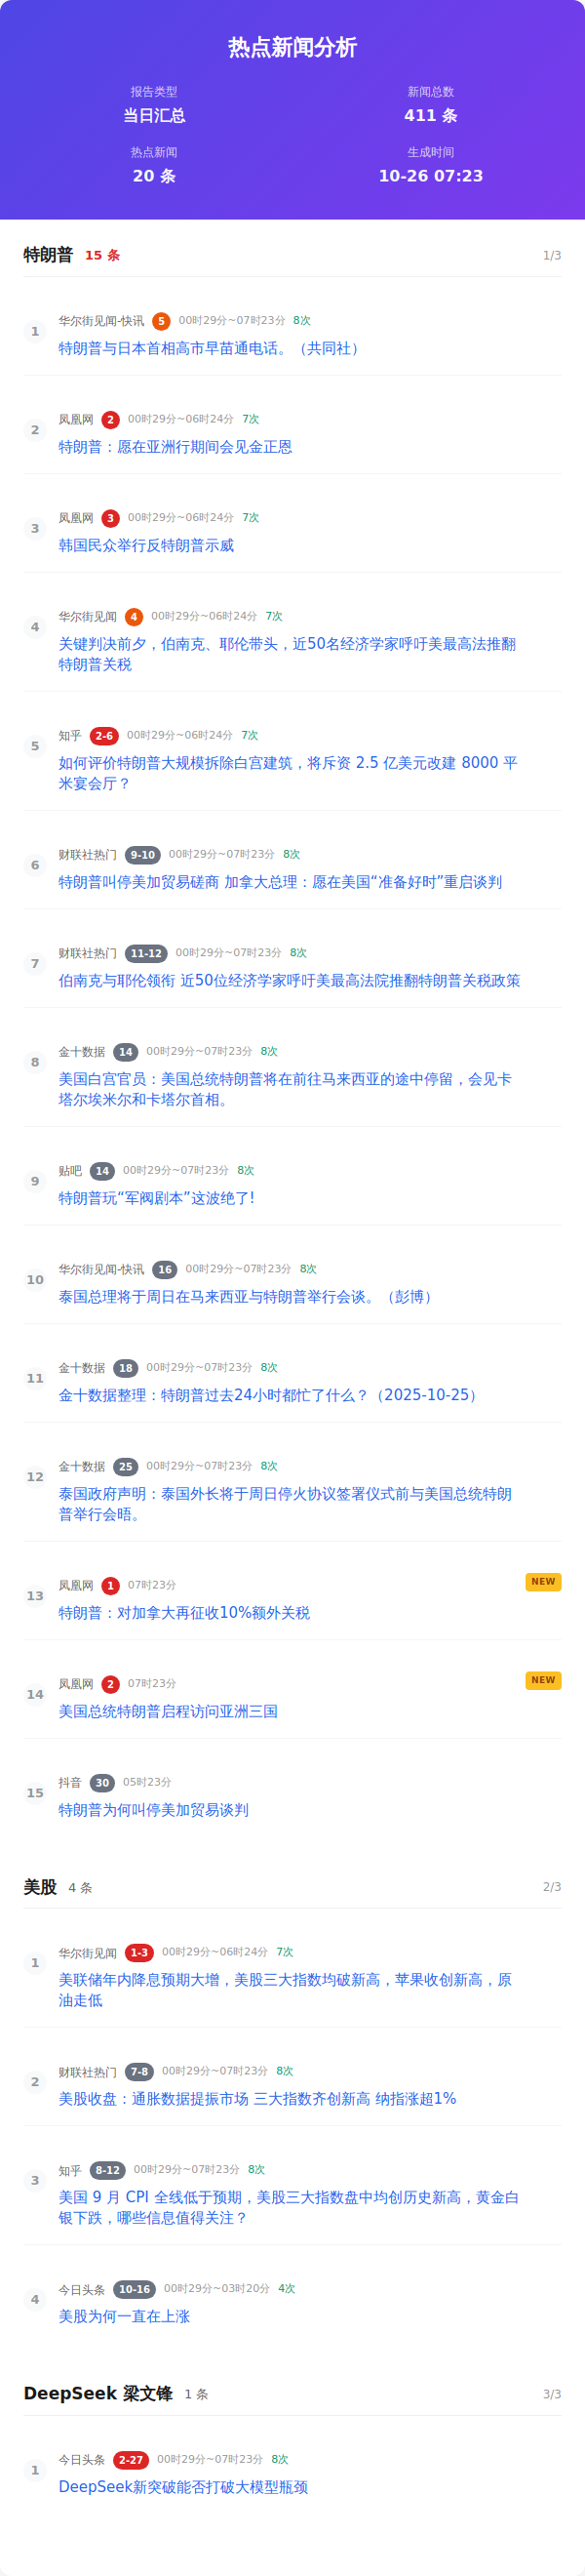 热点新闻分析
报告类型 新闻总数
当日汇总 411 条
热点新闻 生成时间
20 条 10-26 07:23
特朗普 15 条 1/3
1 华尔街见闻-快讯 5 00时29分~07时23分 8次
特朗普与日本首相高市早苗通电话。（共同社）
2 凤凰网 2 00时29分~06时24分 7次
特朗普：愿在亚洲行期间会见金正恩
3 凤凰网 3 00时29分~06时24分 7次
韩国民众举行反特朗普示威
4 华尔街见闻 4 00时29分~06时24分 7次
关键判决前夕，伯南克、耶伦带头，近50名经济学家呼吁美最高法推翻
特朗普关税
5 知乎 2-6 00时29分~06时24分 7次
如何评价特朗普大规模拆除白宫建筑，将斥资 2.5 亿美元改建 8000 平
米宴会厅？
6 财联社热门 9-10 00时29分~07时23分 8次
特朗普叫停美加贸易磋商 加拿大总理：愿在美国“准备好时”重启谈判
7 财联社热门 11-12 00时29分~07时23分 8次
伯南克与耶伦领衔 近50位经济学家呼吁美最高法院推翻特朗普关税政策
8 金十数据 14 00时29分~07时23分 8次
美国白宫官员：美国总统特朗普将在前往马来西亚的途中停留，会见卡
塔尔埃米尔和卡塔尔首相。
9 贴吧 14 00时29分~07时23分 8次
特朗普玩“军阀剧本”这波绝了!
10 华尔街见闻-快讯 16 00时29分~07时23分 8次
泰国总理将于周日在马来西亚与特朗普举行会谈。（彭博）
11 金十数据 18 00时29分~07时23分 8次
金十数据整理：特朗普过去24小时都忙了什么？（2025-10-25）
12 金十数据 25 00时29分~07时23分 8次
泰国政府声明：泰国外长将于周日停火协议签署仪式前与美国总统特朗
普举行会晤。
13 凤凰网 1 07时23分 NEW
特朗普：对加拿大再征收10%额外关税
14 凤凰网 2 07时23分 NEW
美国总统特朗普启程访问亚洲三国
15 抖音 30 05时23分
特朗普为何叫停美加贸易谈判
美股 4 条 2/3
1 华尔街见闻 1-3 00时29分~06时24分 7次
美联储年内降息预期大增，美股三大指数均破新高，苹果收创新高，原
油走低
2 财联社热门 7-8 00时29分~07时23分 8次
美股收盘：通胀数据提振市场 三大指数齐创新高 纳指涨超1%
3 知乎 8-12 00时29分~07时23分 8次
美国 9 月 CPI 全线低于预期，美股三大指数盘中均创历史新高，黄金白
银下跌，哪些信息值得关注？
4 今日头条 10-16 00时29分~03时20分 4次
美股为何一直在上涨
DeepSeek 梁文锋 1 条 3/3
1 今日头条 2-27 00时29分~07时23分 8次
DeepSeek新突破能否打破大模型瓶颈